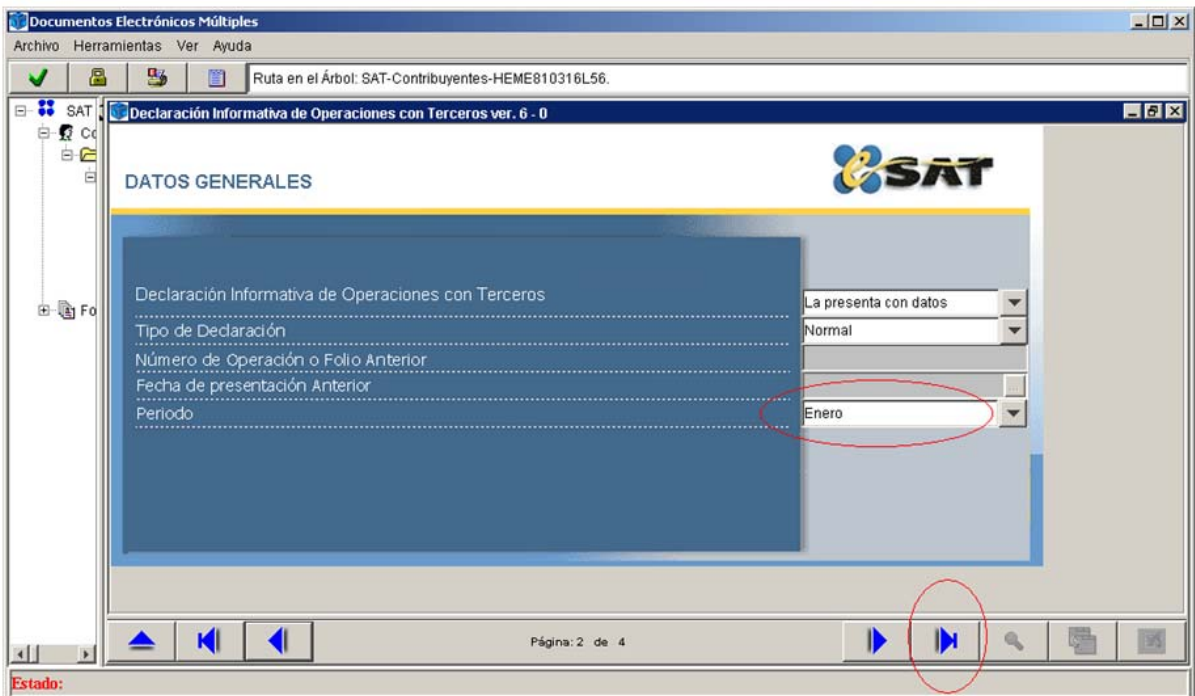 Documentos Electrónicos Múltiples
Archivo Herramientas Ver Ayuda
Ruta en el Árbol: SAT-Contribuyentes-HEME810316L56.
SAT
Declaración Informativa de Operaciones con Terceros ver. 6 - 0
Co
DATOS GENERALES
e SAT
Declaración Informativa de Operaciones con Terceros
La presenta con datos
Fo
Tipo de Declaración
Normal
Número de Operación o Folio Anterior
Fecha de presentación Anterior
...
Periodo
Enero
Página: 2 de 4
Estado: